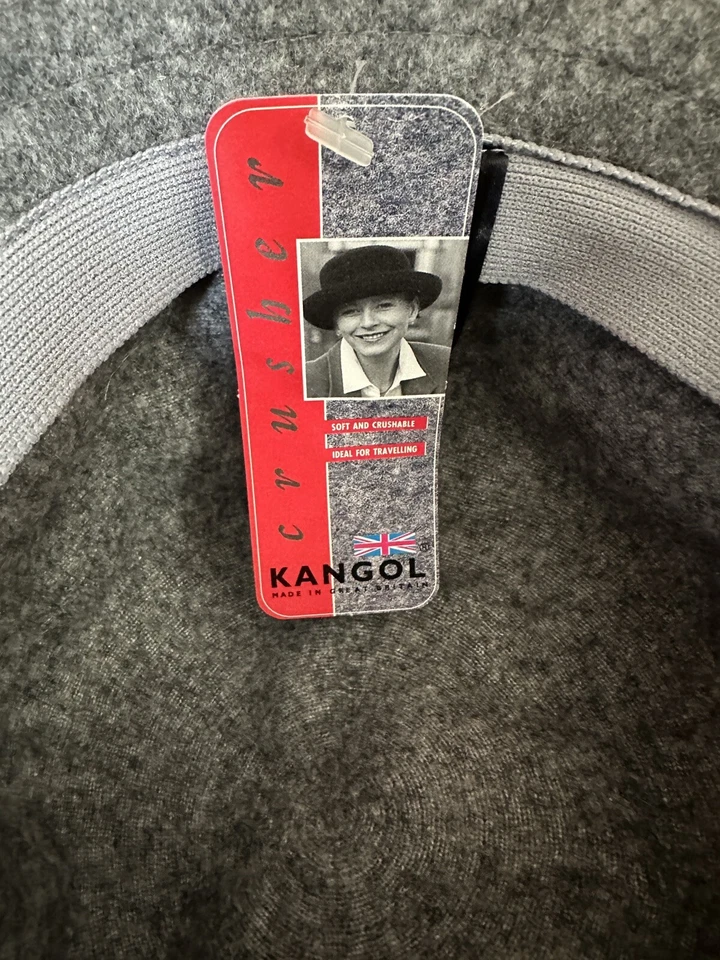 crusher
SOFT AND CRUSHABLE
IDEAL FOR TRAVELLING
®
KANGOL
MADE IN GREAT BRITAIN